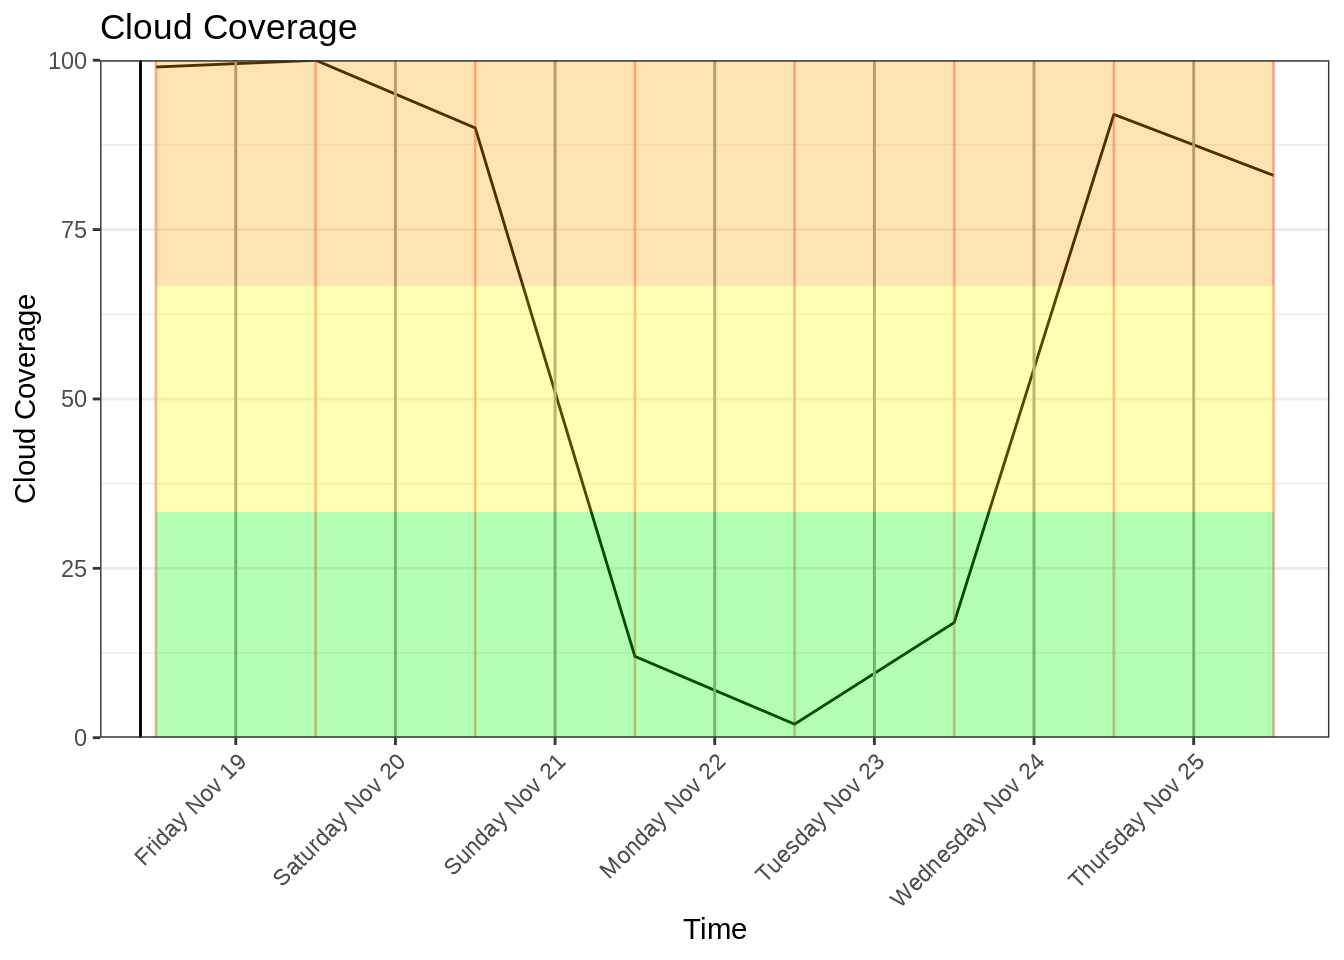 Cloud Coverage
Cloud Coverage
100
75
50
25
0
Friday Nov 19
Saturday Nov 20
Sunday Nov 21
Monday Nov 22
Tuesday Nov 23
Wednesday Nov 24
Thursday Nov 25
Time